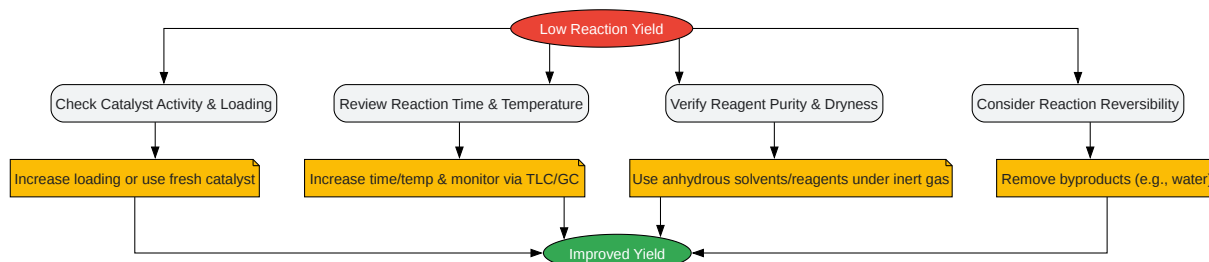 Low Reaction Yield
Check Catalyst Activity & Loading
Review Reaction Time & Temperature
Verify Reagent Purity & Dryness
Consider Reaction Reversibility
Increase loading or use fresh catalyst
Increase time/temp & monitor via TLC/GC
Use anhydrous solvents/reagents under inert gas
Remove byproducts (e.g., water)
Improved Yield